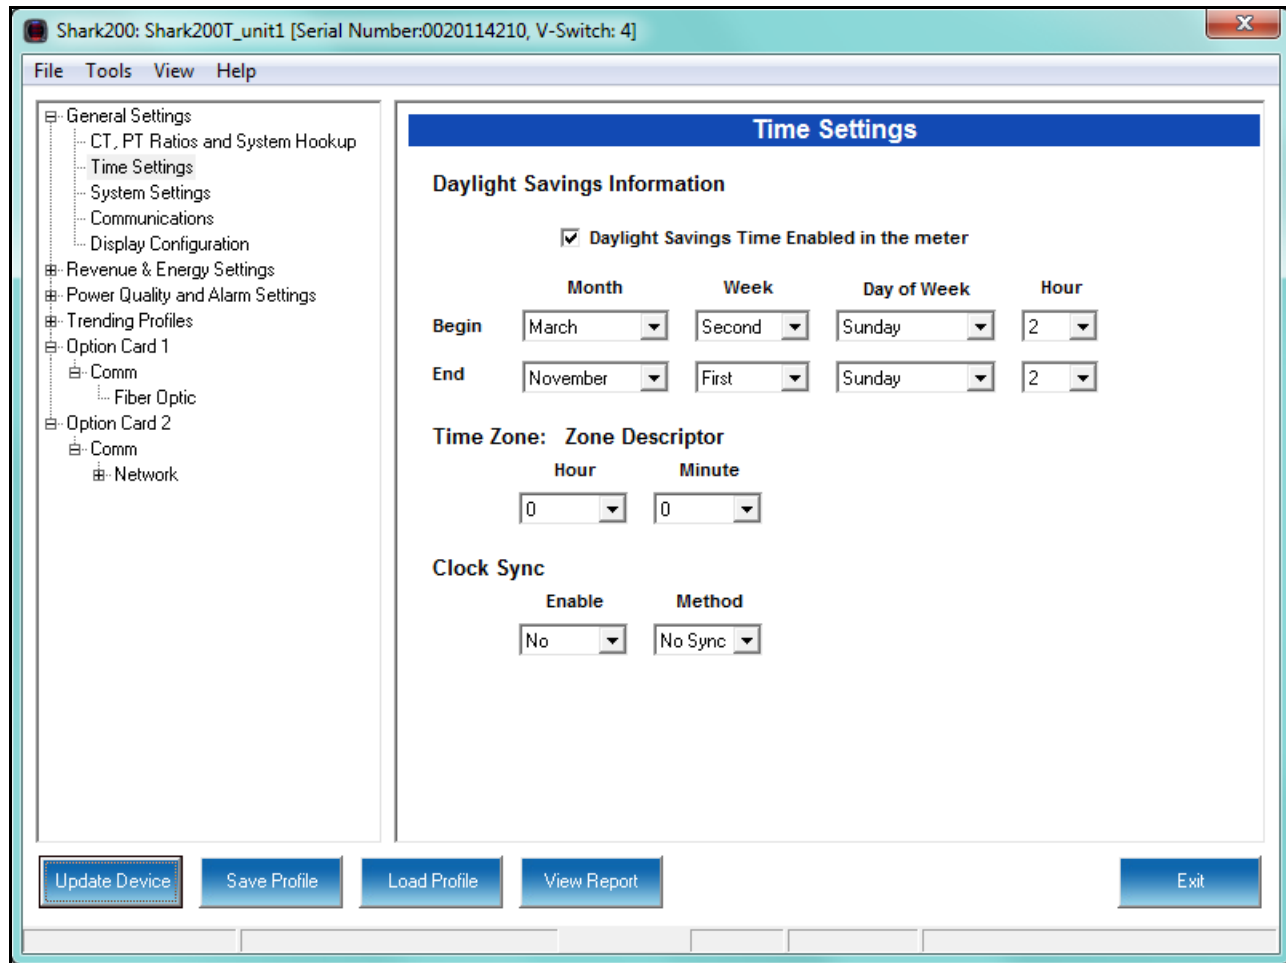 Shark200: Shark200T_unit1 [Serial Number:0020114210, V-Switch: 4]
X
File Tools View Help
General Settings
CT, PT Ratios and System Hookup
Time Settings
System Settings
Communications
Display Configuration
Revenue & Energy Settings
Power Quality and Alarm Settings
Trending Profiles
Option Card 1
Comm
Fiber Optic
Option Card 2
Comm
Network
Time Settings
Daylight Savings Information
Daylight Savings Time Enabled in the meter
Month Week Day of Week Hour
Begin March Second Sunday 2
End November First Sunday 2
Time Zone: Zone Descriptor
Hour Minute
0 0
Clock Sync
Enable Method
No No Sync
Update Device Save Profile Load Profile View Report Exit